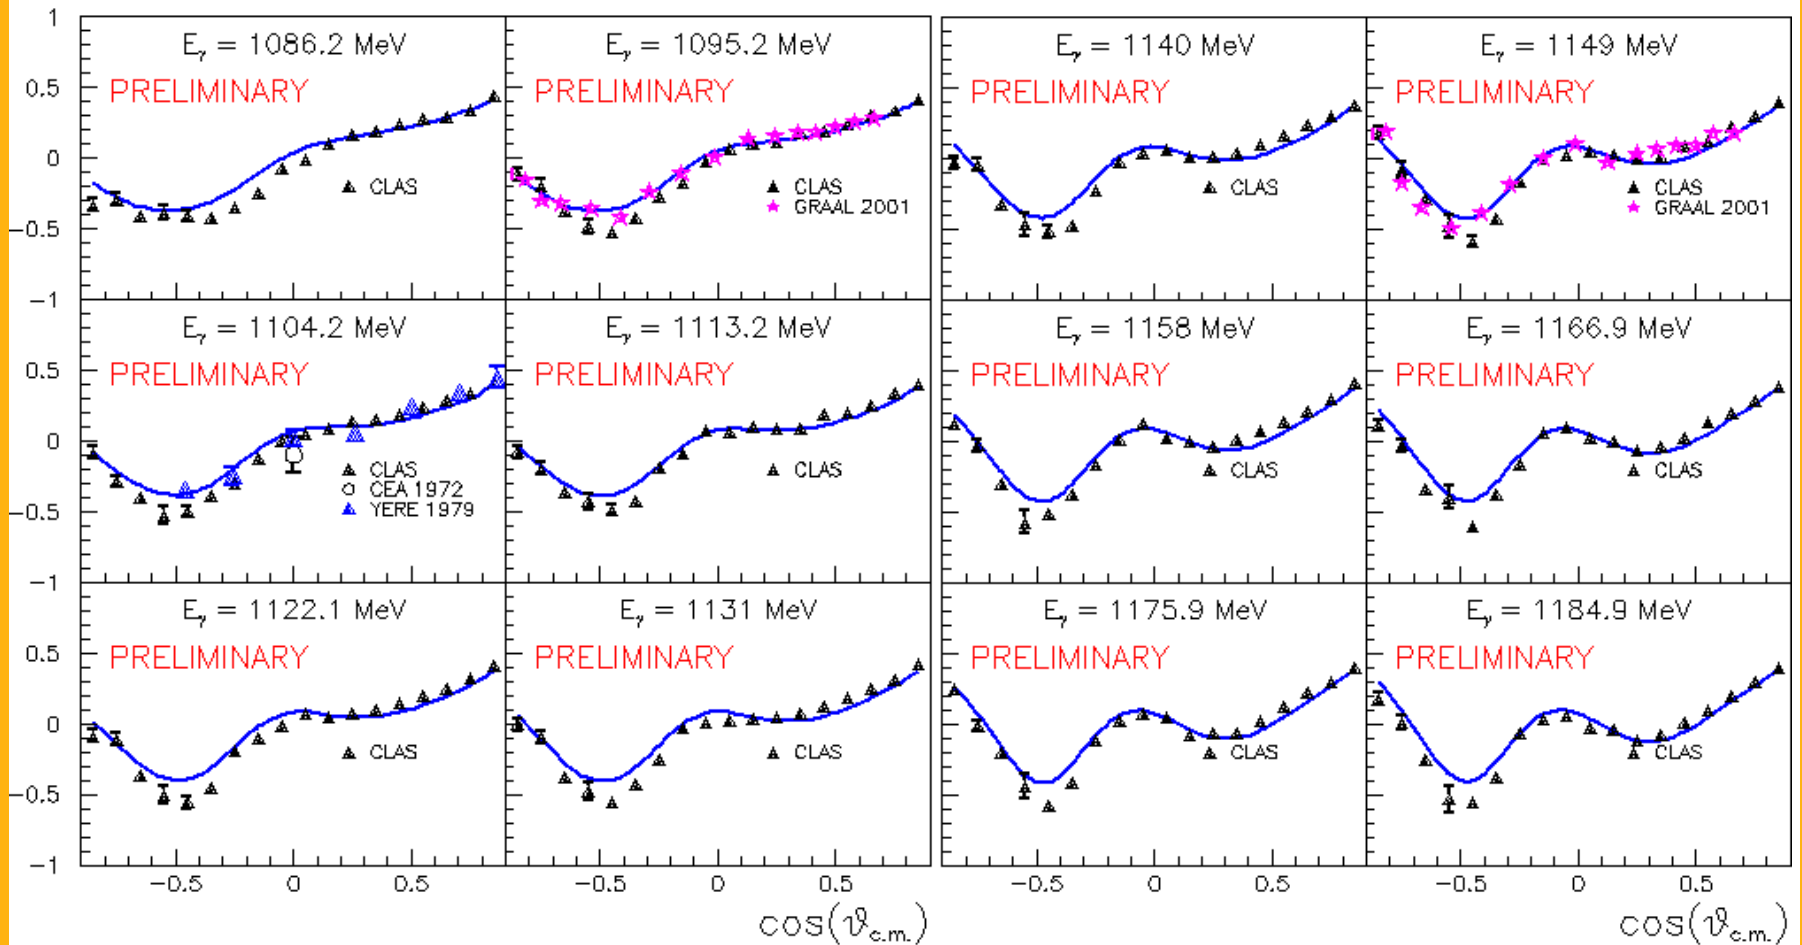 1
E_γ = 1086.2 MeV
E_γ = 1095.2 MeV
E_γ = 1140 MeV
E_γ = 1149 MeV
0.5
PRELIMINARY
PRELIMINARY
PRELIMINARY
PRELIMINARY
0
CLAS
CLAS
GRAAL 2001
CLAS
CLAS
GRAAL 2001
−0.5
−1
E_γ = 1104.2 MeV
E_γ = 1113.2 MeV
E_γ = 1158 MeV
E_γ = 1166.9 MeV
0.5
PRELIMINARY
PRELIMINARY
PRELIMINARY
PRELIMINARY
0
CLAS
CEA 1972
YERE 1979
CLAS
CLAS
CLAS
−0.5
−1
E_γ = 1122.1 MeV
E_γ = 1131 MeV
E_γ = 1175.9 MeV
E_γ = 1184.9 MeV
0.5
PRELIMINARY
PRELIMINARY
PRELIMINARY
PRELIMINARY
0
CLAS
CLAS
CLAS
CLAS
−0.5
−1
−0.5 0 0.5 −0.5 0 0.5 −0.5 0 0.5 −0.5 0 0.5
cos(ϑ_c.m.) cos(ϑ_c.m.)